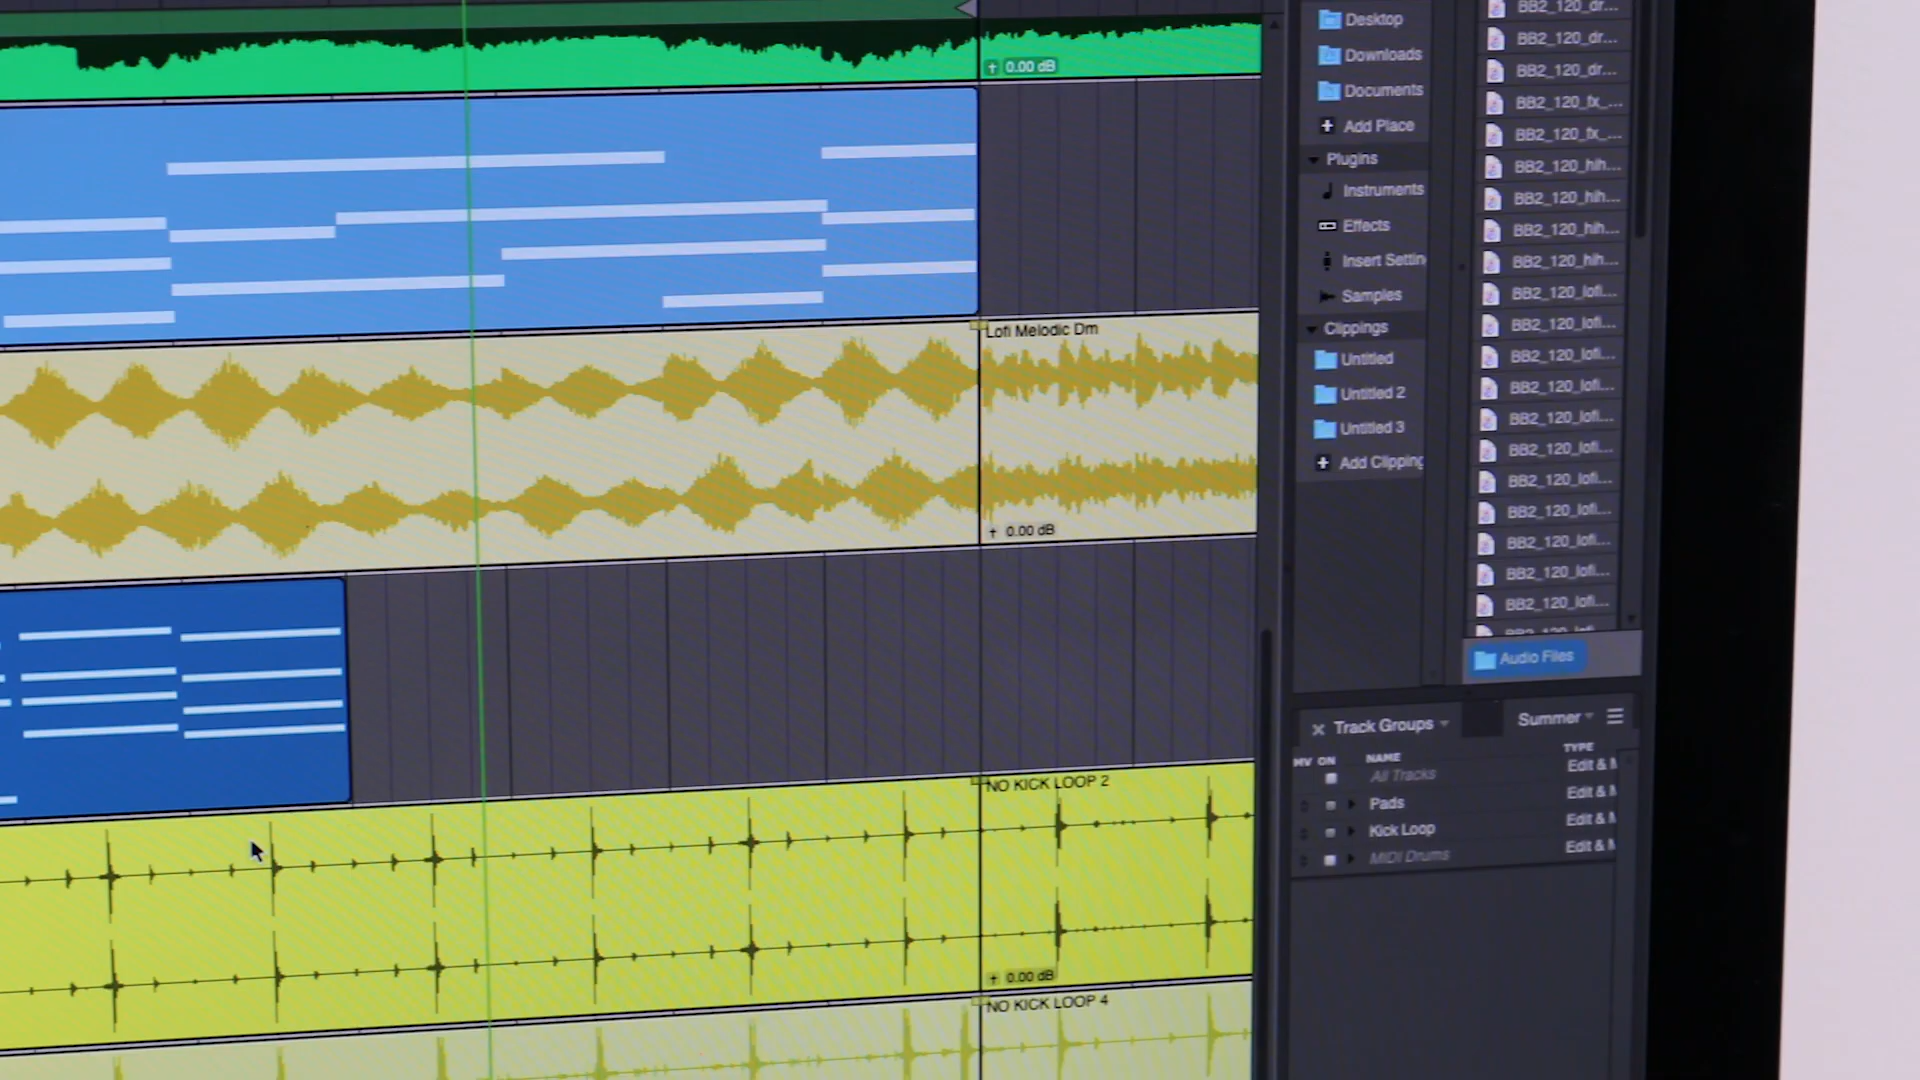 0.00 dB
Lofi Melodic Dm
0.00 dB
NO KICK LOOP 2
0.00 dB
NO KICK LOOP 4
Desktop
Downloads
Documents
Add Place
Plugins
Instruments
Effects
Insert Settin
Samples
Clippings
Untitled
Untitled 2
Untitled 3
Add Clipping
BB2_120_dr...
BB2_120_dr...
BB2_120_dr...
BB2_120_fx_...
BB2_120_fx_...
BB2_120_hih...
BB2_120_hih...
BB2_120_hih...
BB2_120_hih...
BB2_120_lofi...
BB2_120_lofi...
BB2_120_lofi...
BB2_120_lofi...
BB2_120_lofi...
BB2_120_lofi...
BB2_120_lofi...
BB2_120_lofi...
BB2_120_lofi...
BB2_120_lofi...
BB2_120_lofi...
Audio Files
Track Groups Summer
MV ON NAME TYPE
All Tracks Edit & M
Pads Edit & M
Kick Loop Edit & M
MIDI Drums Edit & M